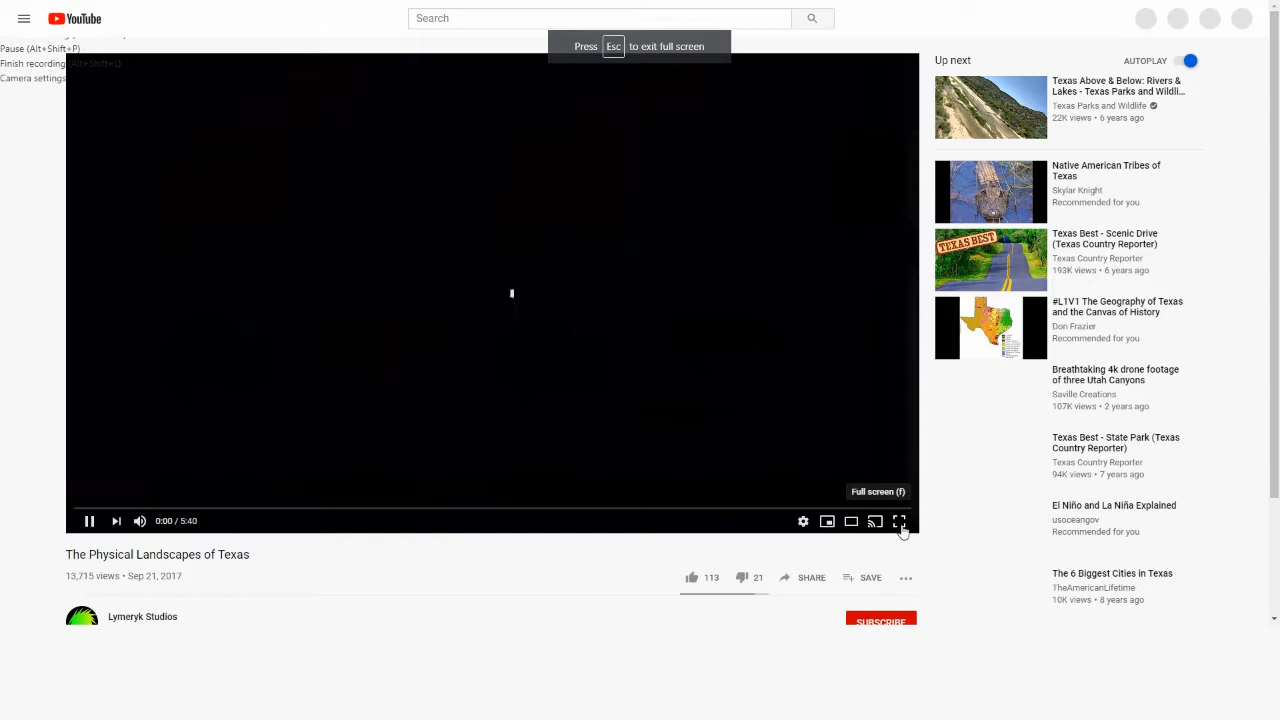 YouTube
Search
Press Esc to exit full screen
Pause (Alt+Shift+P)
Finish recording (Alt+Shift+L)
Camera settings
Full screen (f)
0:00 / 5:40
The Physical Landscapes of Texas
13,715 views • Sep 21, 2017
113
21
SHARE
SAVE
Lymeryk Studios
SUBSCRIBE
Up next
AUTOPLAY
Texas Above & Below: Rivers &
Lakes - Texas Parks and Wildli...
Texas Parks and Wildlife
22K views • 6 years ago
Native American Tribes of
Texas
Skylar Knight
Recommended for you
TEXAS BEST
Texas Best - Scenic Drive
(Texas Country Reporter)
Texas Country Reporter
193K views • 6 years ago
#L1V1 The Geography of Texas
and the Canvas of History
Don Frazier
Recommended for you
Breathtaking 4k drone footage
of three Utah Canyons
Saville Creations
107K views • 2 years ago
Texas Best - State Park (Texas
Country Reporter)
Texas Country Reporter
94K views • 7 years ago
El Niño and La Niña Explained
usoceangov
Recommended for you
The 6 Biggest Cities in Texas
TheAmericanLifetime
10K views • 8 years ago